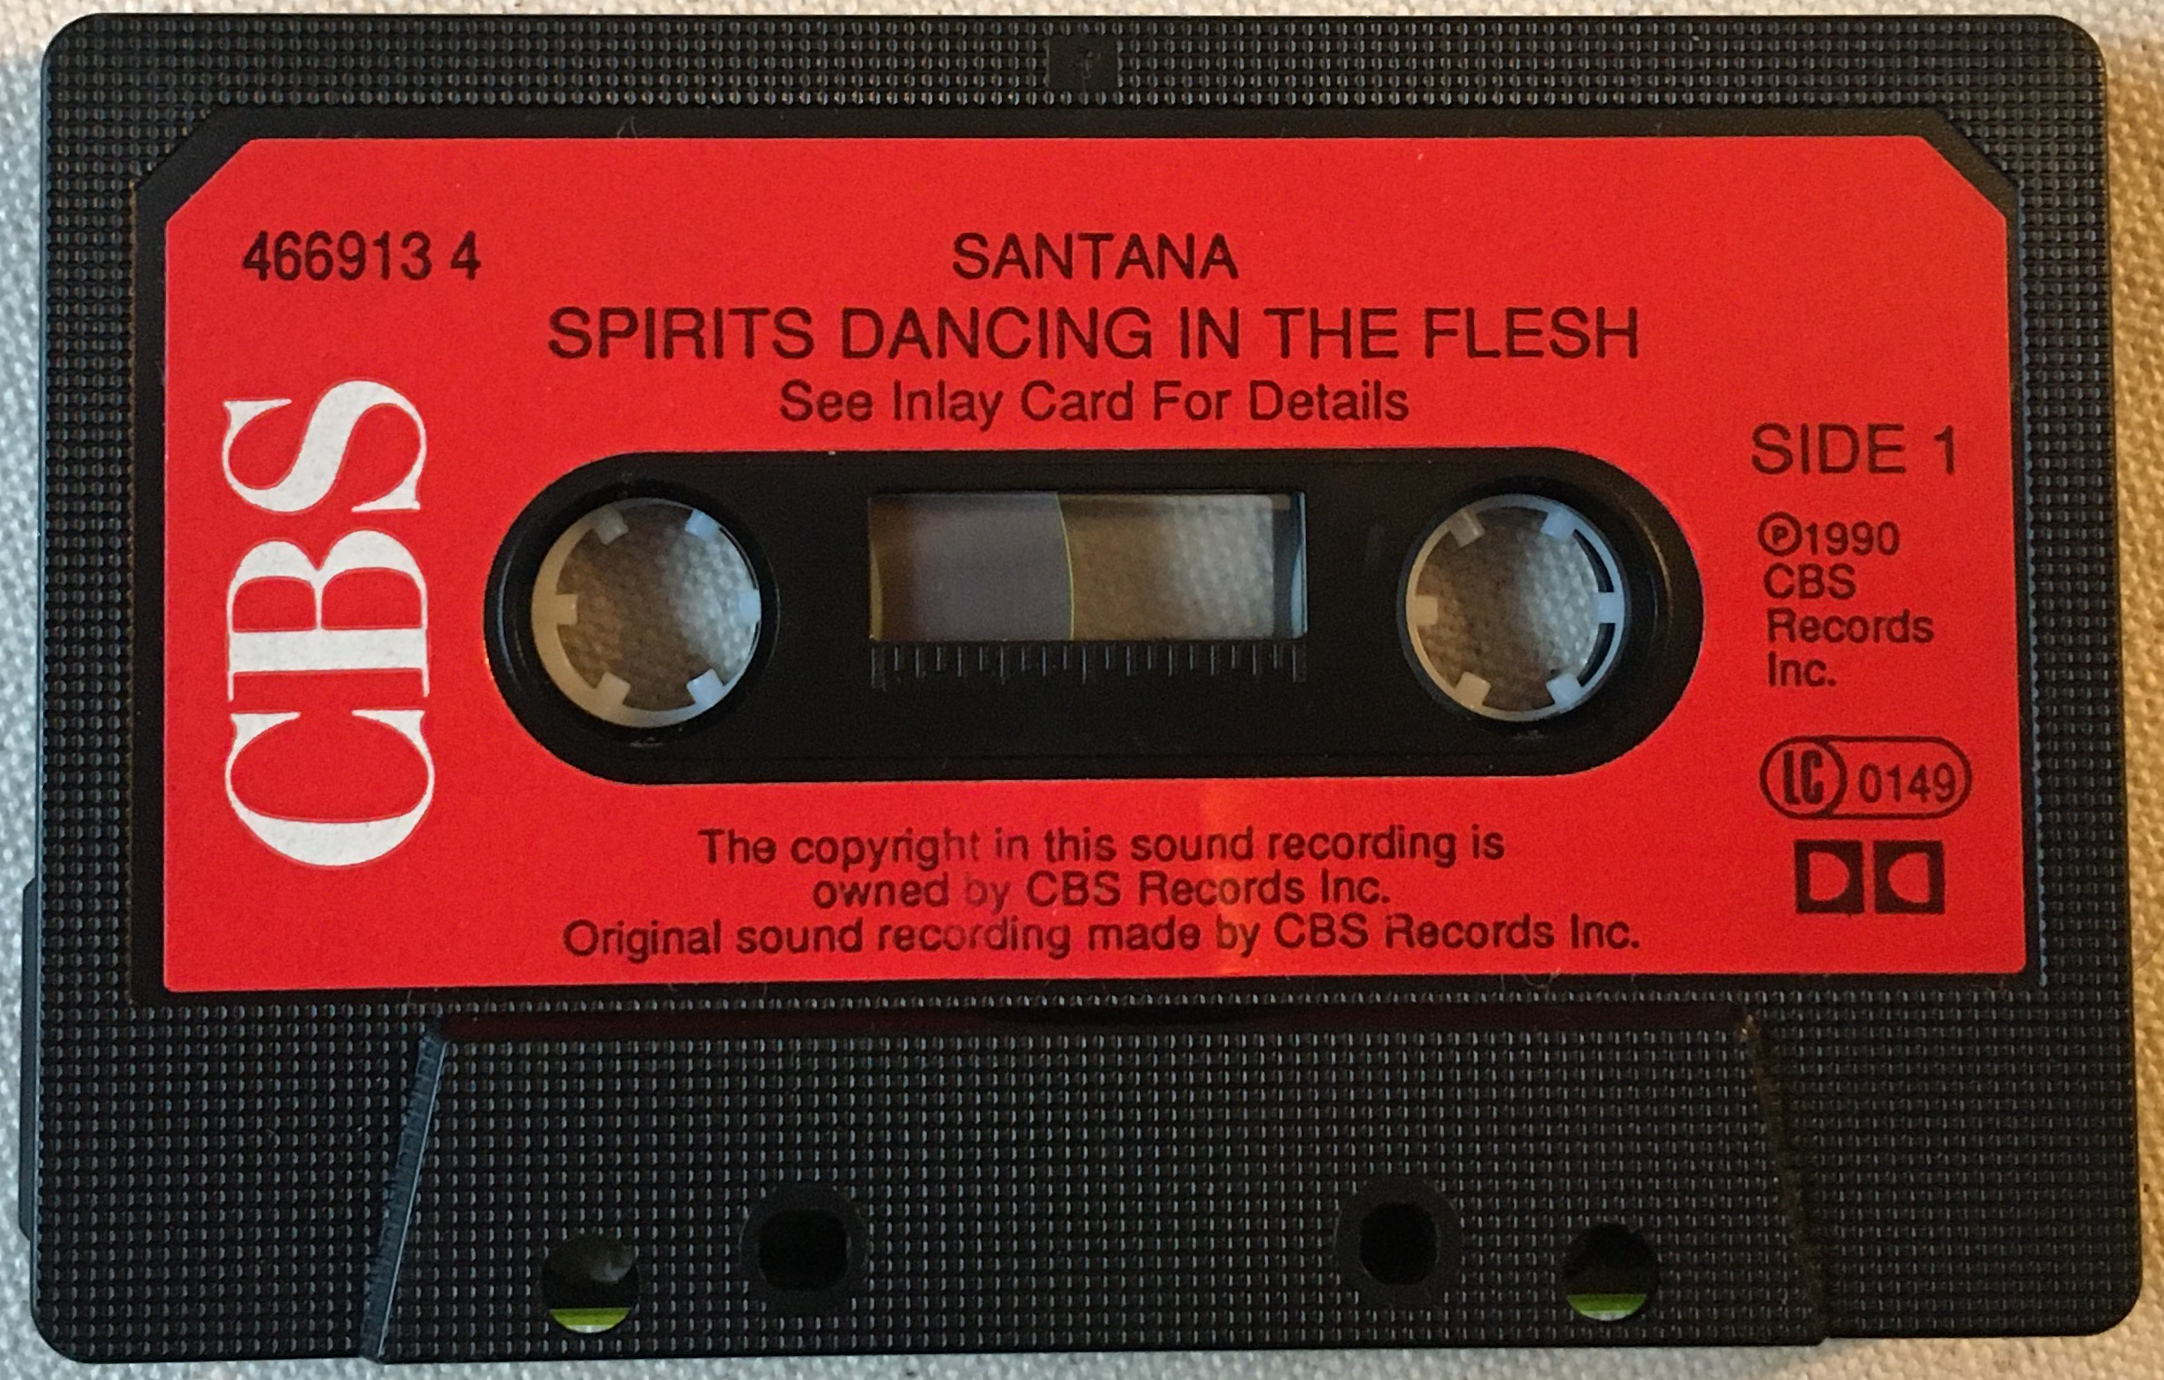 466913 4
SANTANA
SPIRITS DANCING IN THE FLESH
See Inlay Card For Details
CBS
SIDE 1
Ⓟ1990
CBS
Records
Inc.
LC 0149
The copyright in this sound recording is
owned by CBS Records Inc.
Original sound recording made by CBS Records Inc.